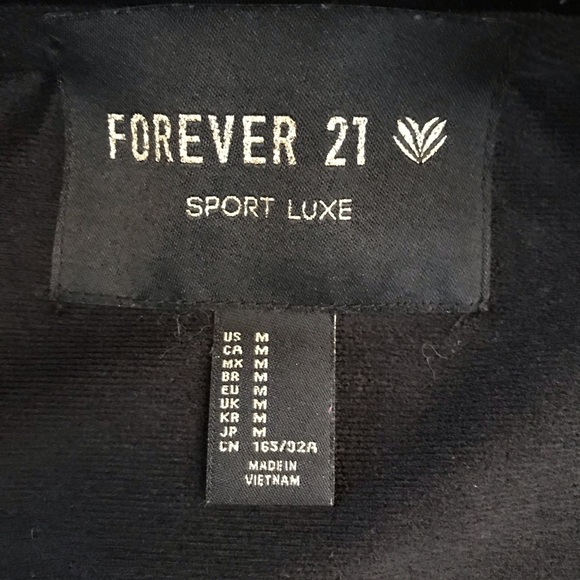 FOREVER 21
SPORT LUXE
US M
CA M
MX M
BR M
EU M
UK M
KR M
JP M
CN 165/92A
MADE IN
VIETNAM